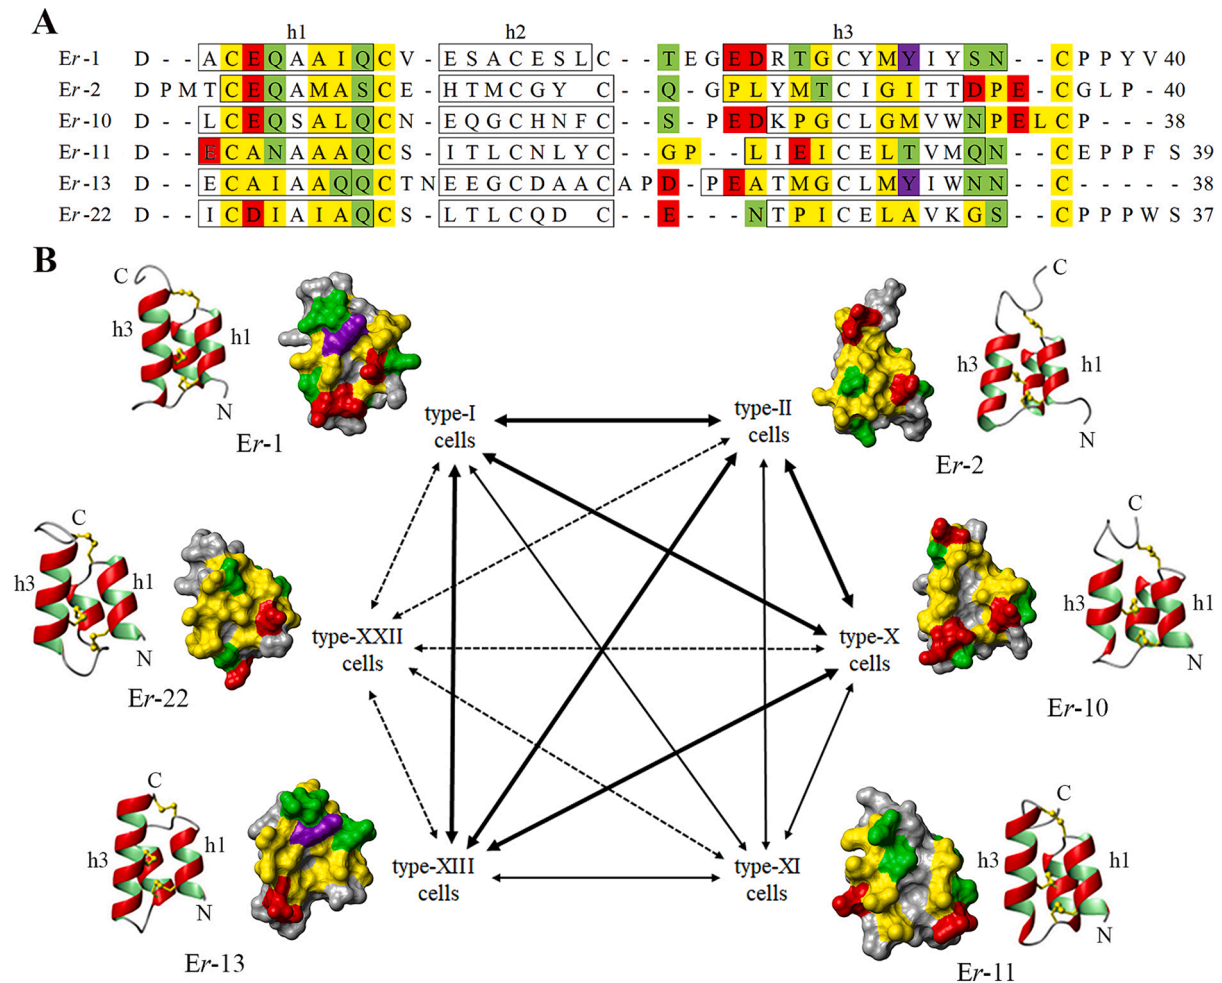 A
h1 h2 h3
Er-1 D - - A C E Q A A I Q C V - E S A C E S L C - - T E G E D R T G C Y M Y I Y S N - - C P P Y V 40
Er-2 D P M T C E Q A M A S C E - H T M C G Y C - - Q - G P L Y M T C I G I T T D P E - C G L P - 40
Er-10 D - - L C E Q S A L Q C N - E Q G C H N F C - - S - P E D K P G C L G M V W N P E L C P - - - 38
Er-11 D - - E C A N A A A Q C S - I T L C N L Y C - - G P - - L I E I C E L T V M Q N - - C E P P F S 39
Er-13 D - - E C A I A A Q Q C T N E E G C D A A C A P D - P E A T M G C L M Y I W N N - - C - - - - - 38
Er-22 D - - I C D I A I A Q C S - L T L C Q D C - - E - - - N T P I C E L A V K G S - - C P P P W S 37
B
C
h3
h1
N
Er-1
type-I
cells
type-II
cells
C
h3
h1
N
Er-2
C
h3
h1
N
Er-22
type-XXII
cells
type-X
cells
C
h3
h1
N
Er-10
C
h3
h1
N
Er-13
type-XIII
cells
type-XI
cells
C
h3
h1
N
Er-11